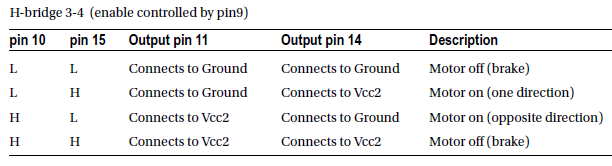 H-bridge 3-4 (enable controlled by pin9)
pin 10 pin 15 Output pin 11 Output pin 14 Description
L L Connects to Ground Connects to Ground Motor off (brake)
L H Connects to Ground Connects to Vcc2 Motor on (one direction)
H L Connects to Vcc2 Connects to Ground Motor on (opposite direction)
H H Connects to Vcc2 Connects to Vcc2 Motor off (brake)